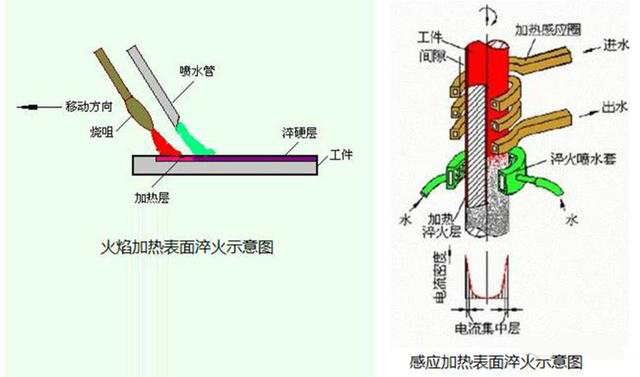 喷水管
移动方向
烧咀
淬硬层
工件
加热层
火焰加热表面淬火示意图
工件
加热感应圈
间隙
进水
出水
淬火喷水套
水
加热
淬火层
水
电流密度
电流集中层
感应加热表面淬火示意图